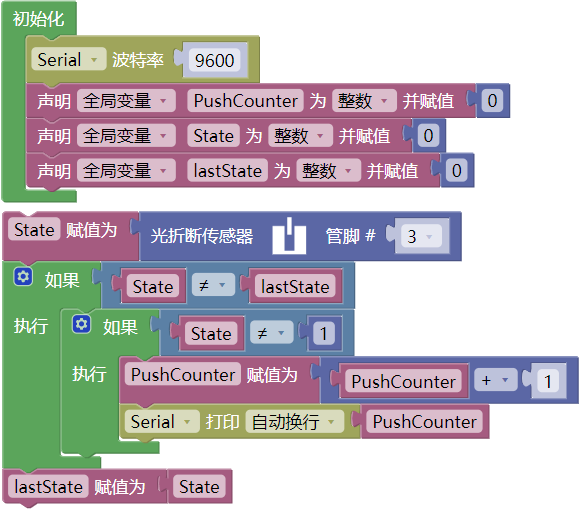 初始化
Serial 波特率 9600
声明 全局变量 PushCounter 为 整数 并赋值 0
声明 全局变量 State 为 整数 并赋值 0
声明 全局变量 lastState 为 整数 并赋值 0
State 赋值为 光折断传感器 管脚 # 3
如果 State ≠ lastState
执行 如果 State ≠ 1
执行 PushCounter 赋值为 PushCounter + 1
Serial 打印 自动换行 PushCounter
lastState 赋值为 State